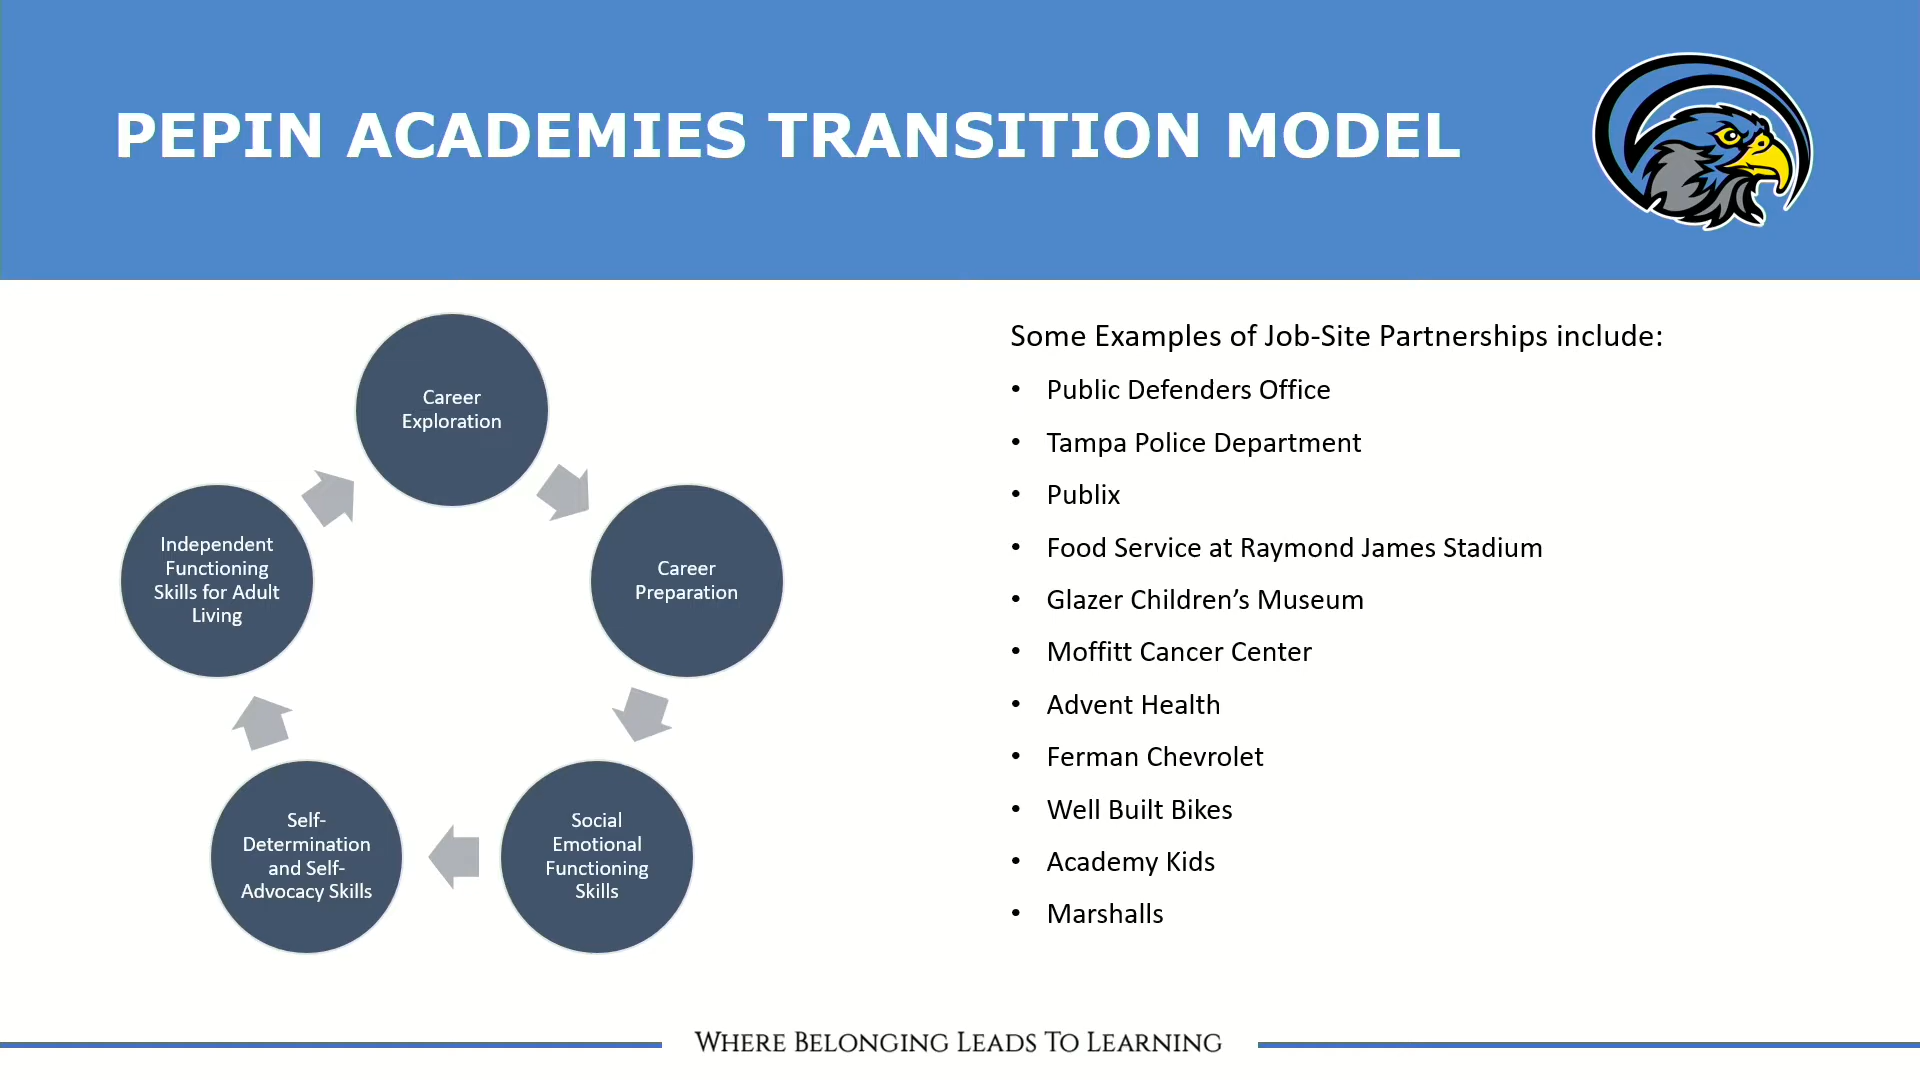 PEPIN ACADEMIES TRANSITION MODEL
Career
Exploration
Career
Preparation
Social
Emotional
Functioning
Skills
Self-
Determination
and Self-
Advocacy Skills
Independent
Functioning
Skills for Adult
Living
Some Examples of Job-Site Partnerships include:
• Public Defenders Office
• Tampa Police Department
• Publix
• Food Service at Raymond James Stadium
• Glazer Children’s Museum
• Moffitt Cancer Center
• Advent Health
• Ferman Chevrolet
• Well Built Bikes
• Academy Kids
• Marshalls
Where Belonging Leads To Learning